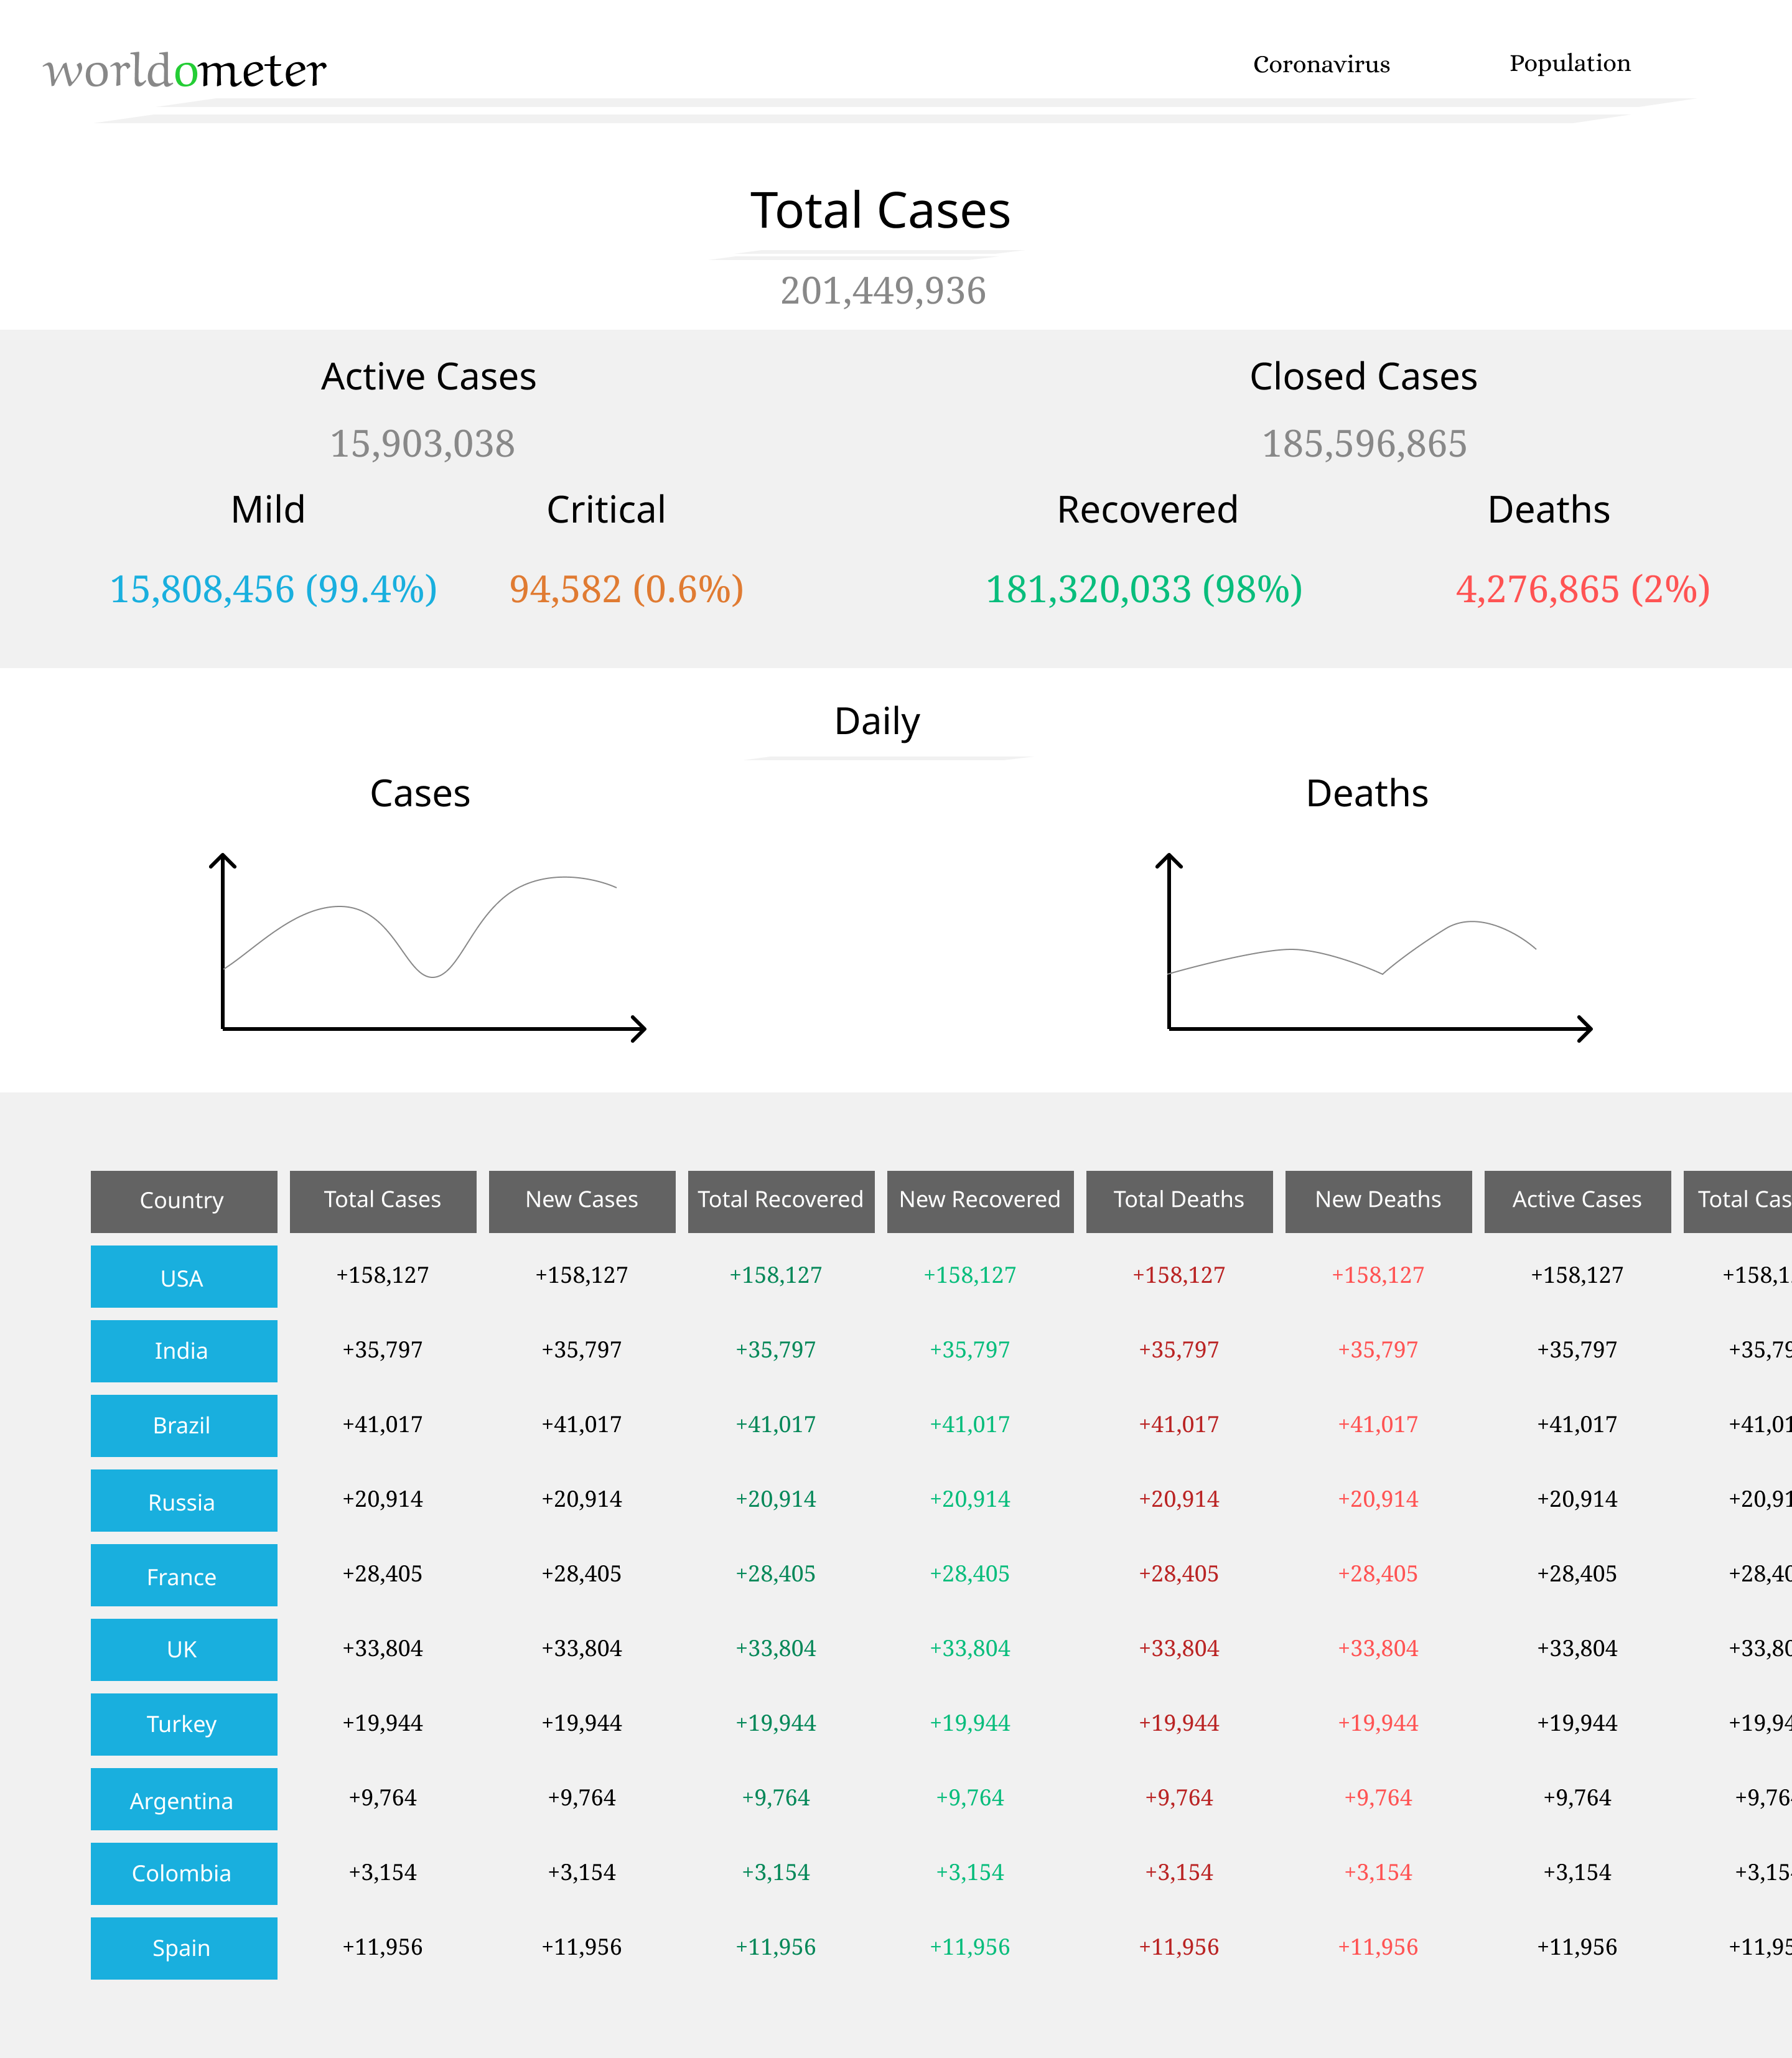 worldometer
Coronavirus Population
Total Cases
201,449,936
Active Cases Closed Cases
15,903,038 185,596,865
Mild Critical Recovered Deaths
15,808,456 (99.4%) 94,582 (0.6%) 181,320,033 (98%) 4,276,865 (2%)
Daily
Cases Deaths
Country Total Cases New Cases Total Recovered New Recovered Total Deaths New Deaths Active Cases Total Cas
USA +158,127 +158,127 +158,127 +158,127 +158,127 +158,127 +158,127 +158,1
India +35,797 +35,797 +35,797 +35,797 +35,797 +35,797 +35,797 +35,79
Brazil +41,017 +41,017 +41,017 +41,017 +41,017 +41,017 +41,017 +41,01
Russia +20,914 +20,914 +20,914 +20,914 +20,914 +20,914 +20,914 +20,91
France +28,405 +28,405 +28,405 +28,405 +28,405 +28,405 +28,405 +28,40
UK +33,804 +33,804 +33,804 +33,804 +33,804 +33,804 +33,804 +33,80
Turkey +19,944 +19,944 +19,944 +19,944 +19,944 +19,944 +19,944 +19,94
Argentina +9,764 +9,764 +9,764 +9,764 +9,764 +9,764 +9,764 +9,76
Colombia +3,154 +3,154 +3,154 +3,154 +3,154 +3,154 +3,154 +3,15
Spain +11,956 +11,956 +11,956 +11,956 +11,956 +11,956 +11,956 +11,95